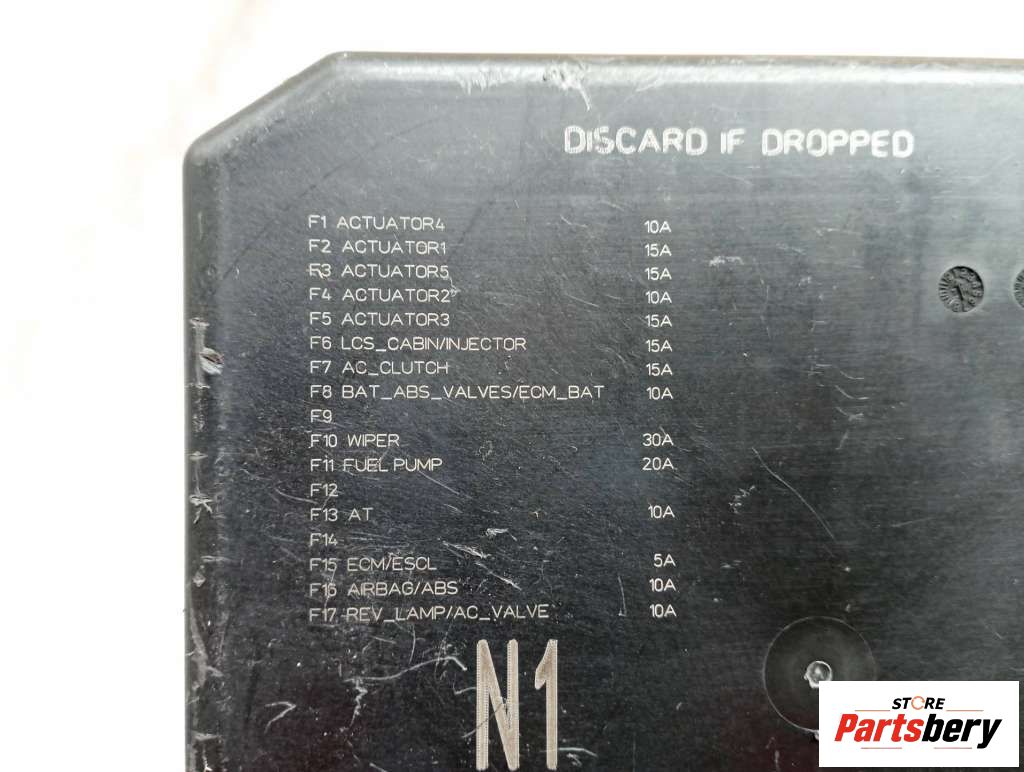 DISCARD IF DROPPED
F1 ACTUATOR4 10A
F2 ACTUATOR1 15A
F3 ACTUATOR5 15A
F4 ACTUATOR2 10A
F5 ACTUATOR3 15A
F6 LCS_CABIN/INJECTOR 15A
F7 AC_CLUTCH 15A
F8 BAT_ABS_VALVES/ECM_BAT 10A
F9
F10 WIPER 30A
F11 FUEL PUMP 20A
F12
F13 AT 10A
F14
F15 ECM/ESCL 5A
F16 AIRBAG/ABS 10A
F17 REV_LAMP/AC_VALVE 10A
N1
STORE
Partsbery